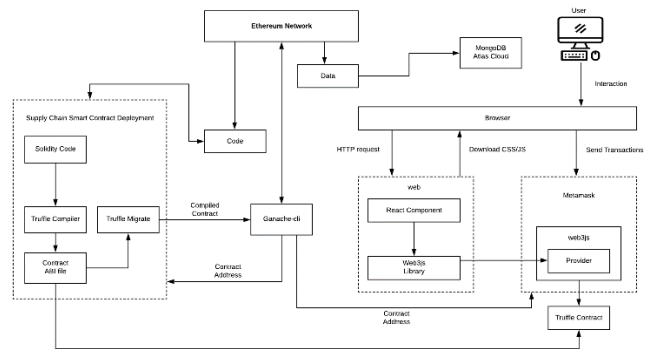 User
Ethereum Network
MongoDB
Atlas Cloud
Data
Interaction
Supply Chain Smart Contract Deployment
Browser
Code
Solidity Code
HTTP request
Download CSS/JS
Send Transactions
web
Metamask
Compiled
Contract
React Component
Truffle Compiler
Truffle Migrate
Ganache-cli
web3js
Contract
ABI file
Web3js
Library
Provider
Contract
Address
Contract
Address
Truffle Contract